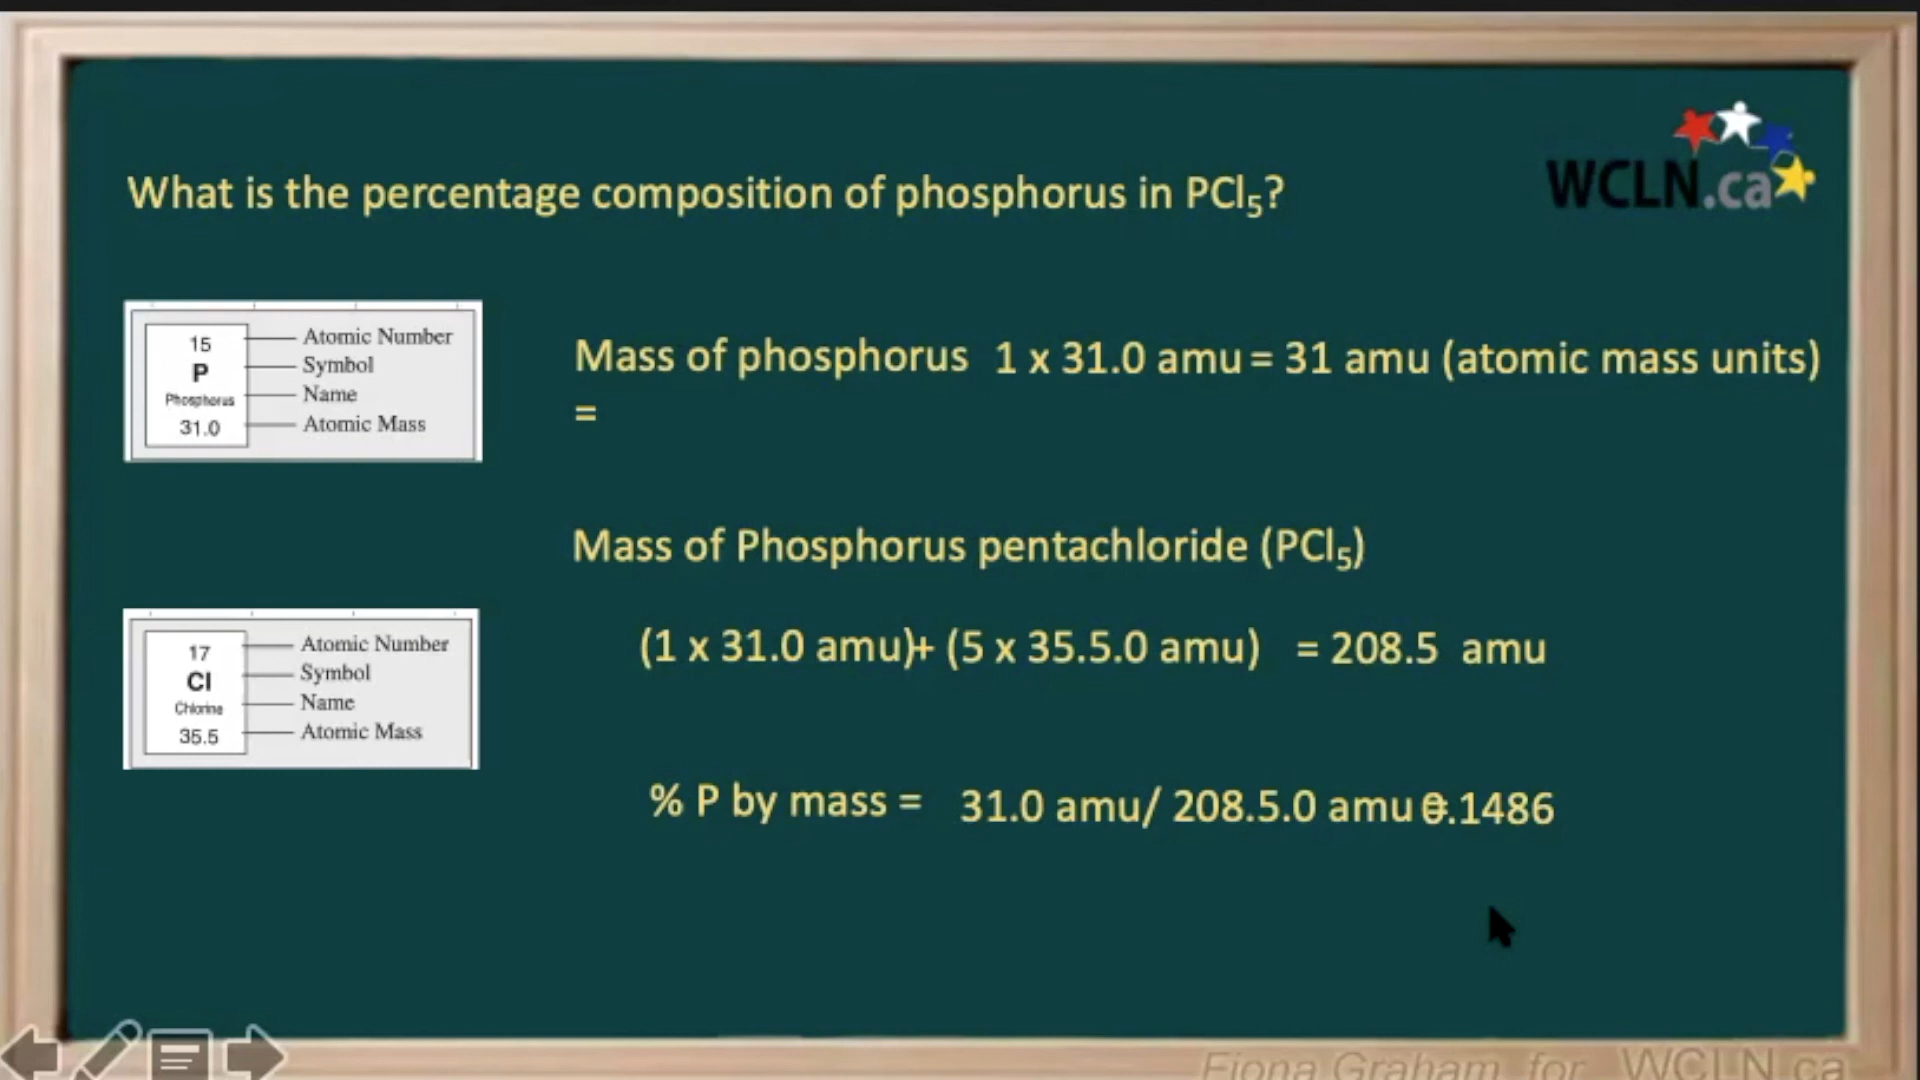 What is the percentage composition of phosphorus in PCl₅?
WCLN.ca
15
P
Phosphorus
31.0
Atomic Number
Symbol
Name
Atomic Mass
Mass of phosphorus 1 x 31.0 amu = 31 amu (atomic mass units)
=
Mass of Phosphorus pentachloride (PCl₅)
17
Cl
Chlorine
35.5
Atomic Number
Symbol
Name
Atomic Mass
(1 x 31.0 amu)+ (5 x 35.5.0 amu) = 208.5 amu
% P by mass = 31.0 amu/ 208.5.0 amu = 0.1486
Fiona Graham for WCLN.ca